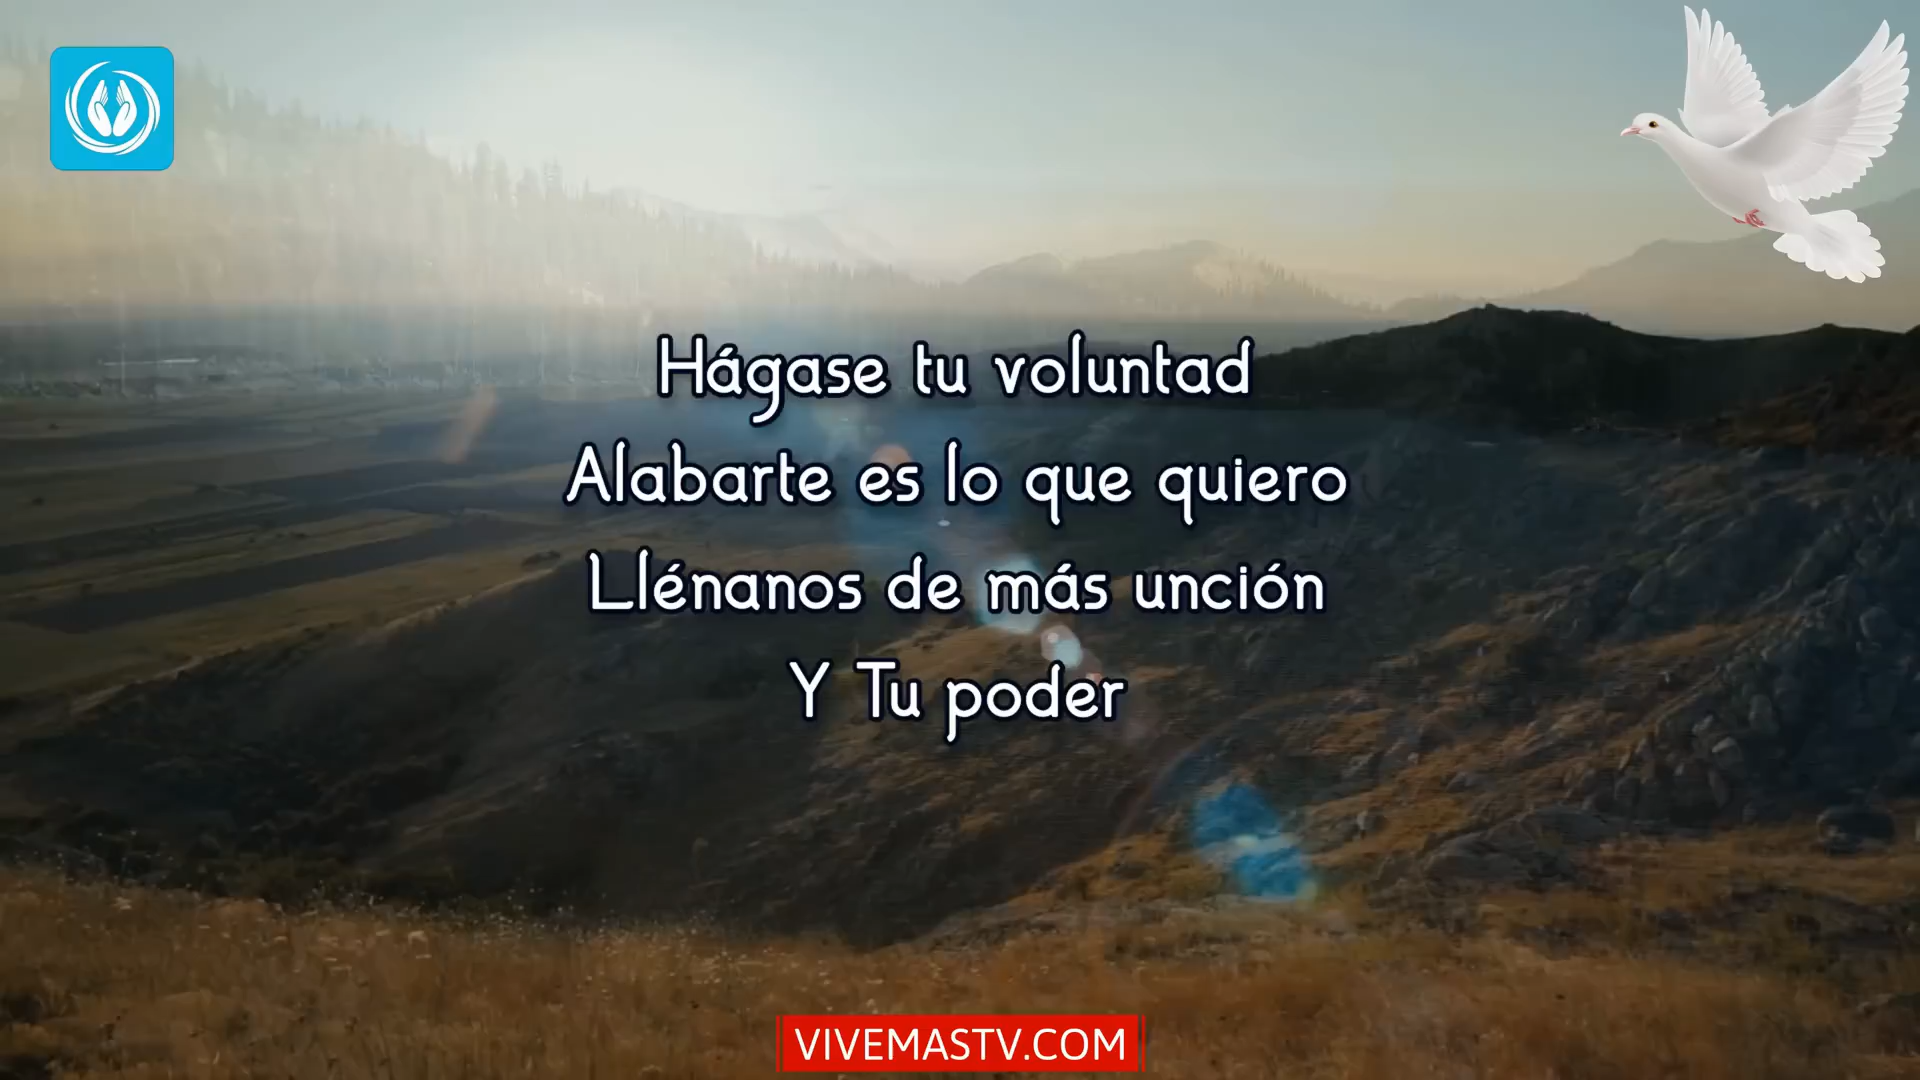 Hágase tu voluntad
Alabarte es lo que quiero
Llénanos de más unción
Y Tu poder
VIVEMASTV.COM